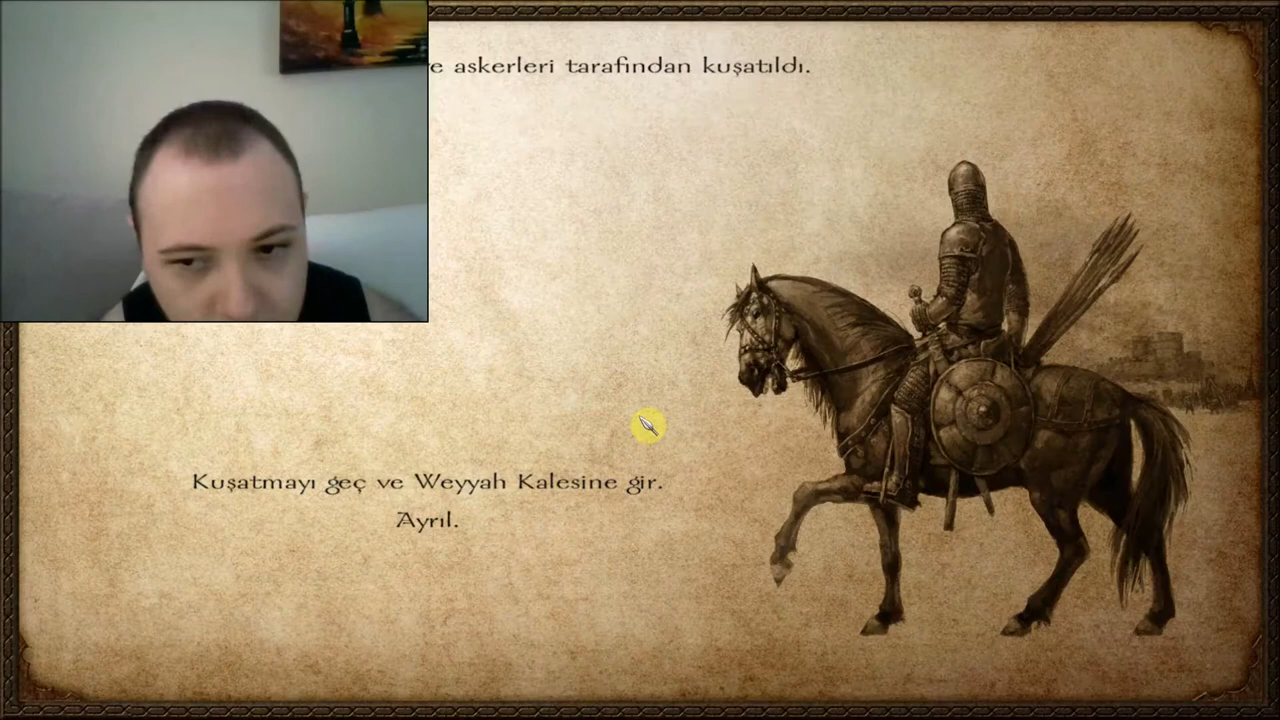 askerleri tarafından kuşatıldı.
Kuşatmayı geç ve Weyyah Kalesine gir.
Ayrıl.